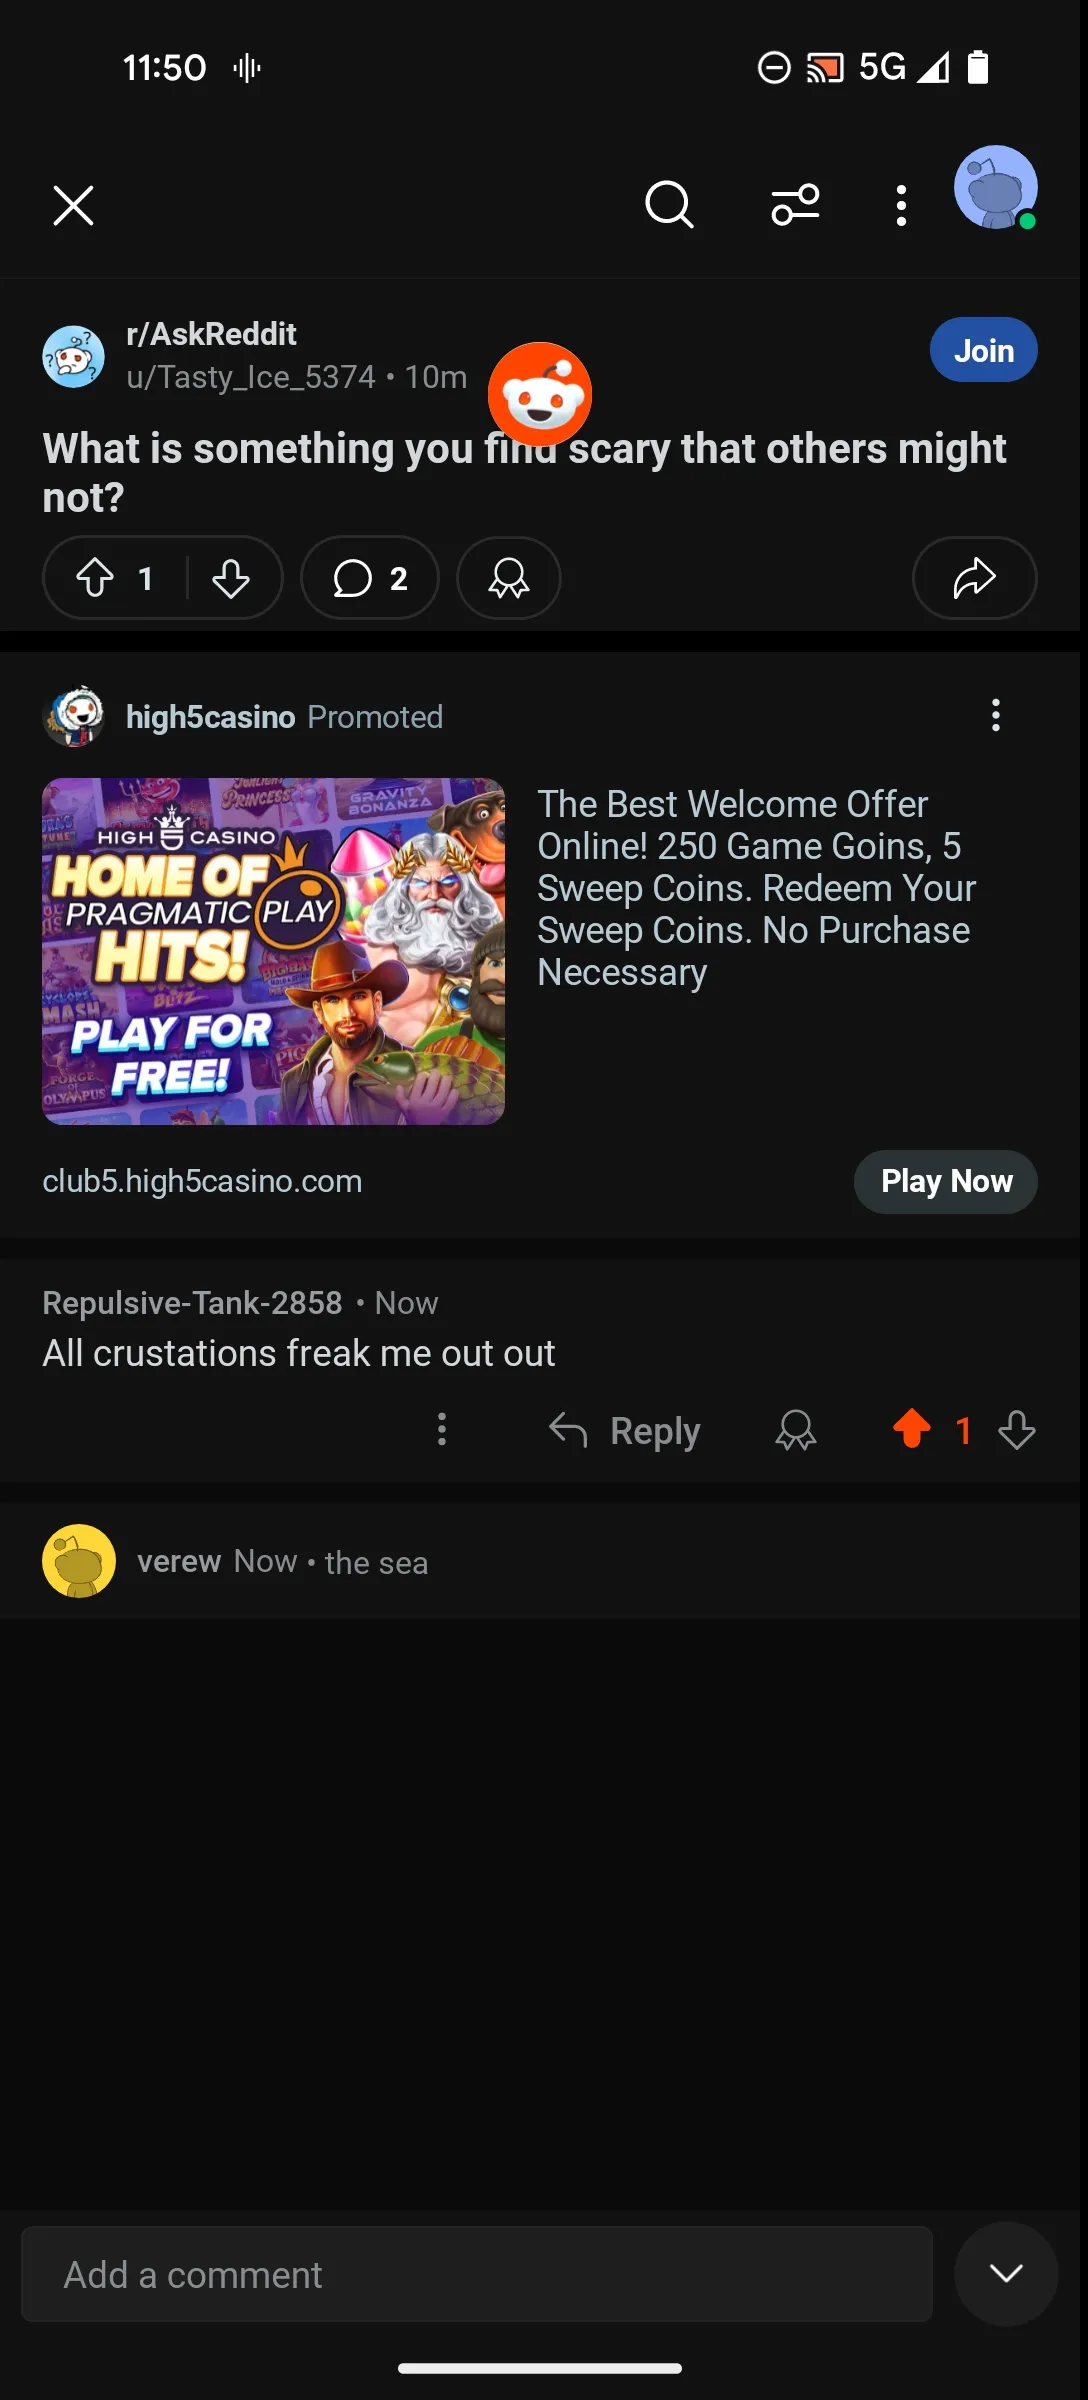 11:50
5G
r/AskReddit
u/Tasty_Ice_5374 • 10m
Join
What is something you find scary that others might
not?
1
2
high5casino Promoted
The Best Welcome Offer
Online! 250 Game Goins, 5
Sweep Coins. Redeem Your
Sweep Coins. No Purchase
Necessary
PRINCESS
GRAVITY
BONANZA
HIGH 5 CASINO
HOME OF
PRAGMATIC PLAY
HITS!
PLAY FOR
FREE!
BLITZ
MASH
PIG
FORGE
OLYMPUS
club5.high5casino.com
Play Now
Repulsive-Tank-2858 • Now
All crustations freak me out out
Reply
1
verew Now • the sea
Add a comment